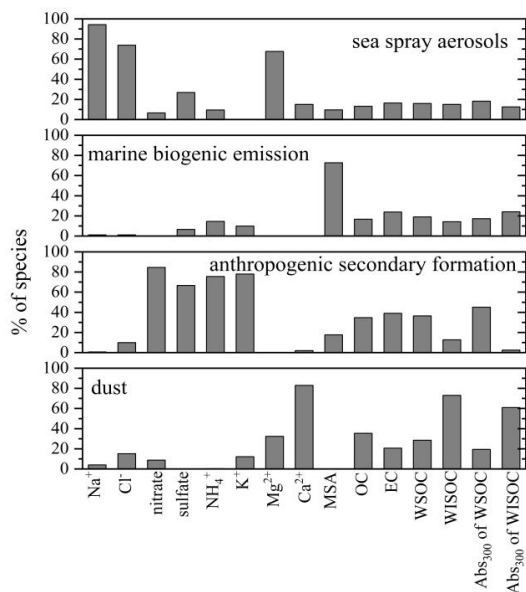 % of species
100
80
60
40
20
0
sea spray aerosols
100
80
60
40
20
0
marine biogenic emission
100
80
60
40
20
0
anthropogenic secondary formation
100
80
60
40
20
0
dust
Na⁺
Cl⁻
nitrate
sulfate
NH₄⁺
K⁺
Mg²⁺
Ca²⁺
MSA
OC
EC
WSOC
WISOC
Abs₃₀₀ of WSOC
Abs₃₀₀ of WISOC